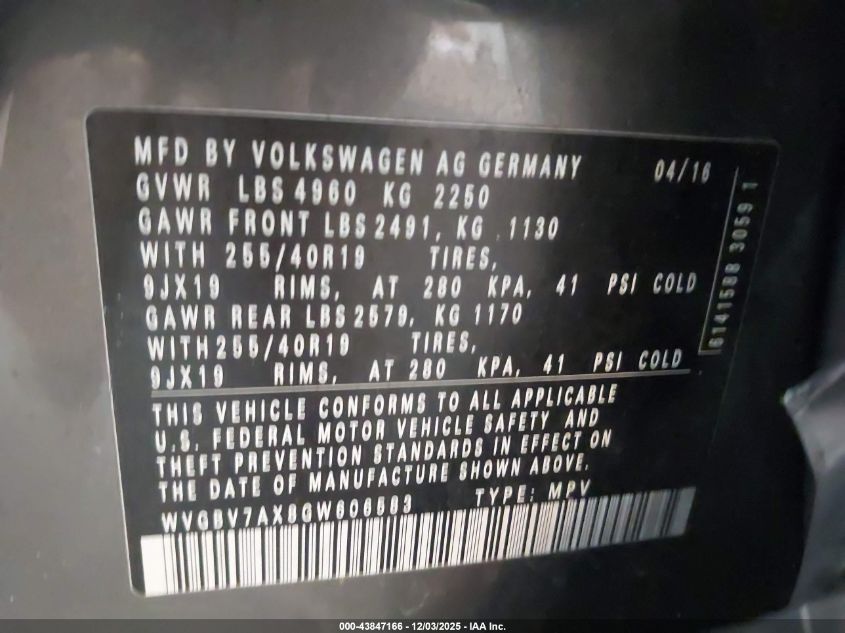 MFD BY VOLKSWAGEN AG GERMANY 04/16
GVWR LBS 4960 KG 2250
GAWR FRONT LBS 2491, KG 1130
WITH 255/40R19 TIRES,
9JX19 RIMS, AT 280 KPA, 41 PSI COLD
GAWR REAR LBS 2579, KG 1170
WITH 255/40R19 TIRES,
9JX19 RIMS, AT 280 KPA, 41 PSI COLD
6141588 3059 1
THIS VEHICLE CONFORMS TO ALL APPLICABLE
U.S. FEDERAL MOTOR VEHICLE SAFETY AND
THEFT PREVENTION STANDARDS IN EFFECT ON
THE DATE OF MANUFACTURE SHOWN ABOVE.
WVGBV7AX8GW606583 TYPE: MPV
000-43847166 - 12/03/2025 - IAA Inc.